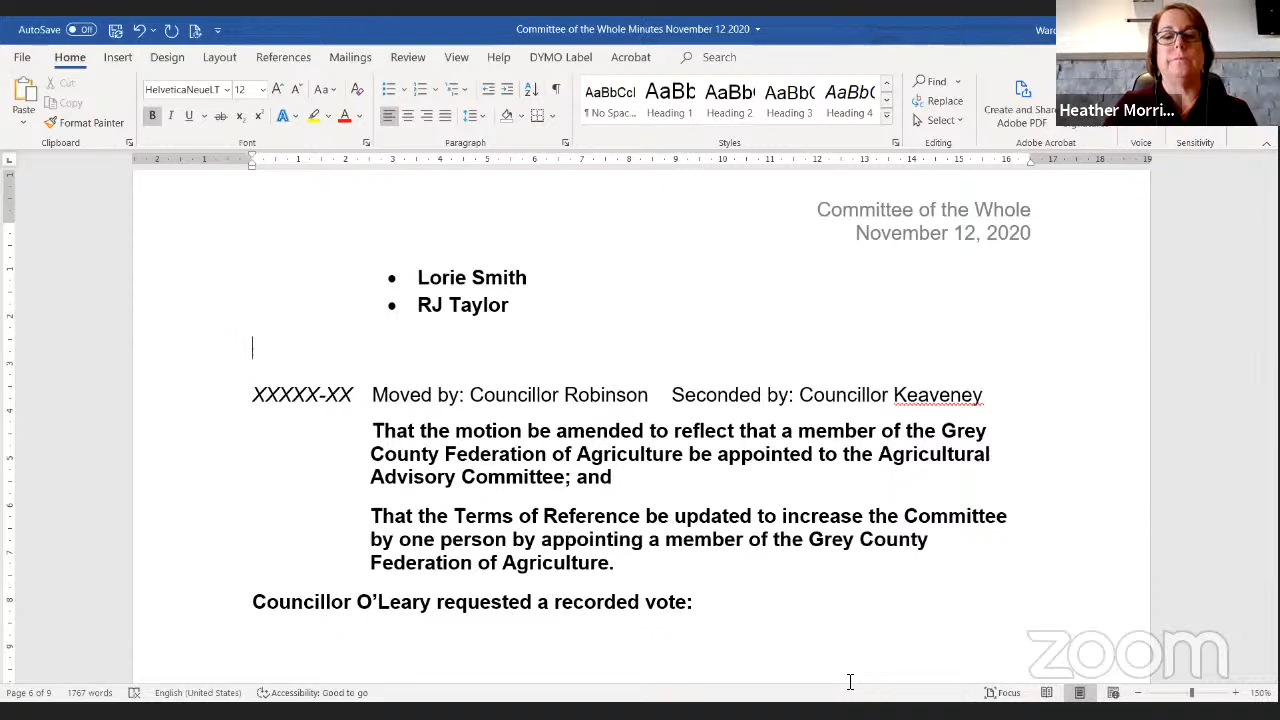 AutoSave Off
Committee of the Whole Minutes November 12 2020
Ward
File Home Insert Design Layout References Mailings Review View Help DYMO Label Acrobat Search
Paste
Cut
Copy
Format Painter
Clipboard
HelveticaNeueLT 12
Font
Paragraph
AaBbCcI AaBb AaBb AaBb( AaBb(
¶ No Spac... Heading 1 Heading 2 Heading 3 Heading 4
Styles
Find
Replace
Select
Editing
Create and Share
Adobe PDF
Adobe Acrobat
Voice
Sensitivity
Heather Morri...
Committee of the Whole
November 12, 2020
• Lorie Smith
• RJ Taylor
XXXXX-XX Moved by: Councillor Robinson Seconded by: Councillor Keaveney
That the motion be amended to reflect that a member of the Grey
County Federation of Agriculture be appointed to the Agricultural
Advisory Committee; and
That the Terms of Reference be updated to increase the Committee
by one person by appointing a member of the Grey County
Federation of Agriculture.
Councillor O'Leary requested a recorded vote:
zoom
Page 6 of 9 1767 words English (United States) Accessibility: Good to go Focus 150%